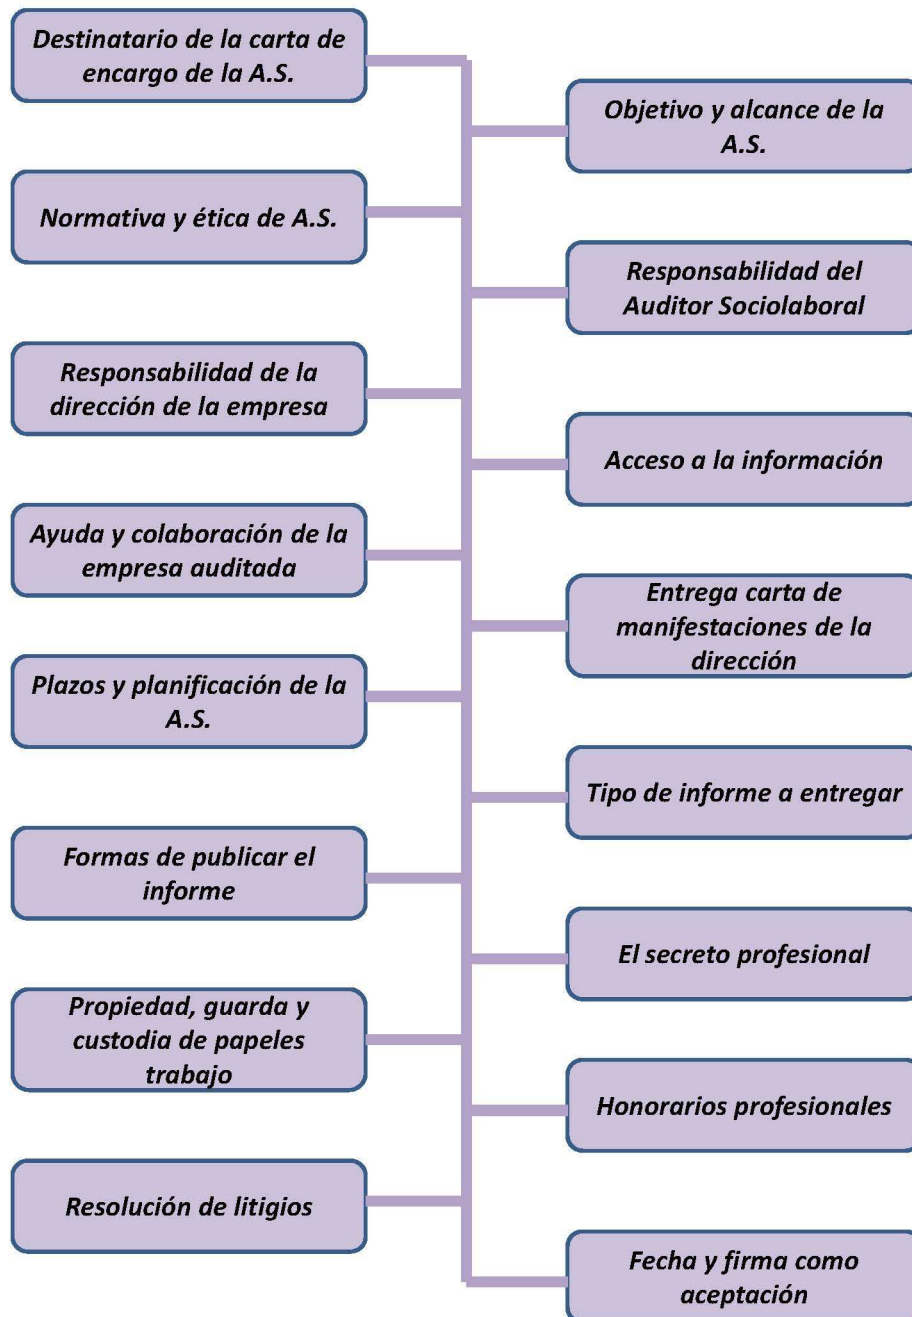 Destinatario de la carta de
encargo de la A.S.
Objetivo y alcance de la
A.S.
Normativa y ética de A.S.
Responsabilidad del
Auditor Sociolaboral
Responsabilidad de la
dirección de la empresa
Acceso a la información
Ayuda y colaboración de la
empresa auditada
Entrega carta de
manifestaciones de la
dirección
Plazos y planificación de la
A.S.
Tipo de informe a entregar
Formas de publicar el
informe
El secreto profesional
Propiedad, guarda y
custodia de papeles
trabajo
Honorarios profesionales
Resolución de litigios
Fecha y firma como
aceptación